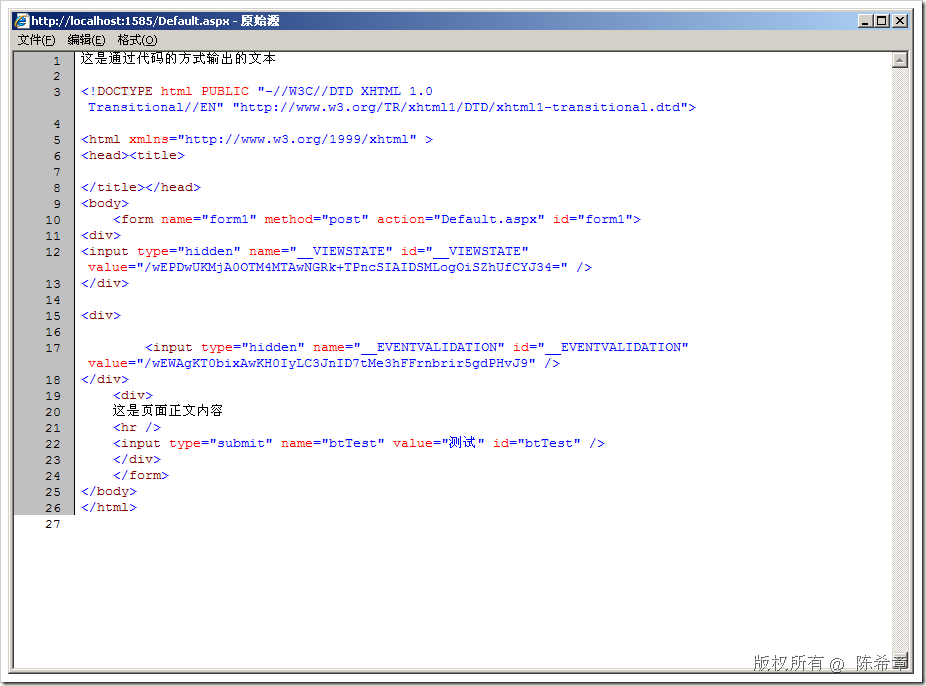 http://localhost:1585/Default.aspx - 原始源
文件(F) 编辑(E) 格式(O)
1 这是通过代码的方式输出的文本
2
3 <!DOCTYPE html PUBLIC "-//W3C//DTD XHTML 1.0
Transitional//EN" "http://www.w3.org/TR/xhtml1/DTD/xhtml1-transitional.dtd">
4
5 <html xmlns="http://www.w3.org/1999/xhtml" >
6 <head><title>
7
8 </title></head>
9 <body>
10 <form name="form1" method="post" action="Default.aspx" id="form1">
11 <div>
12 <input type="hidden" name="__VIEWSTATE" id="__VIEWSTATE"
value="/wEPDwUKMjA0OTM4MTAwNGRk+TPncSIAIDSMLogOiSZhUfCYJ34=" />
13 </div>
14
15 <div>
16
17 <input type="hidden" name="__EVENTVALIDATION" id="__EVENTVALIDATION"
value="/wEWAgKT0bixAwKH0IyLC3JnID7tMe3hFFrnbrir5gdPHvJ9" />
18 </div>
19 <div>
20 这是页面正文内容
21 <hr />
22 <input type="submit" name="btTest" value="测试" id="btTest" />
23 </div>
24 </form>
25 </body>
26 </html>
27
版权所有 @ 陈希章